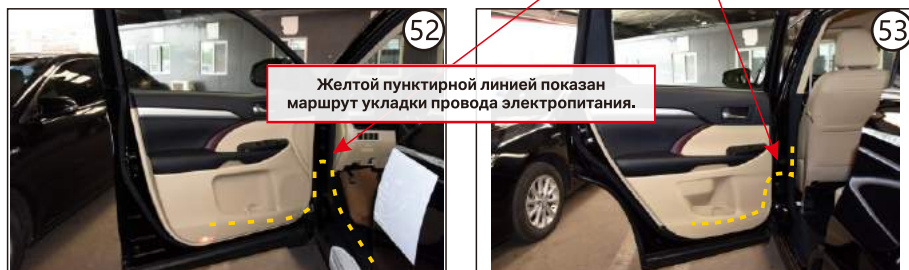 52
53
Желтой пунктирной линией показан
маршрут укладки провода электропитания.